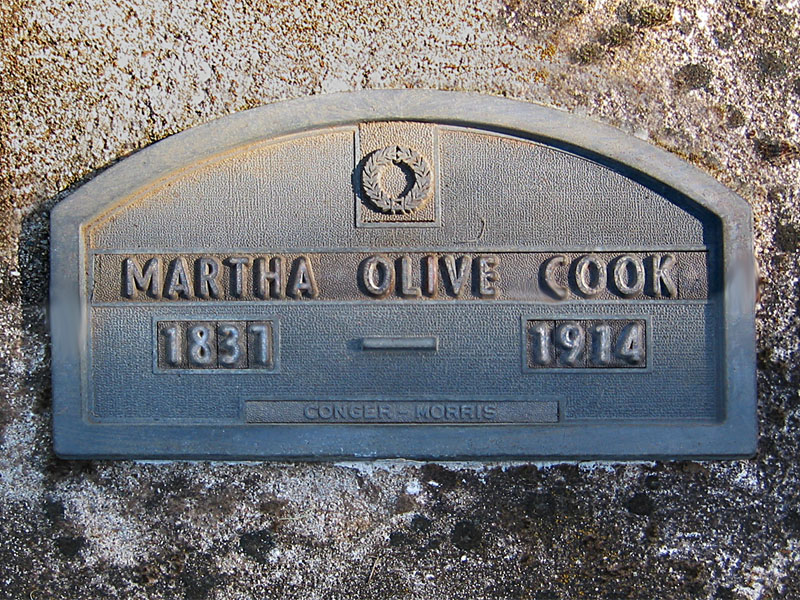 MARTHA OLIVE COOK
1837 – 1914
CONGER – MORRIS